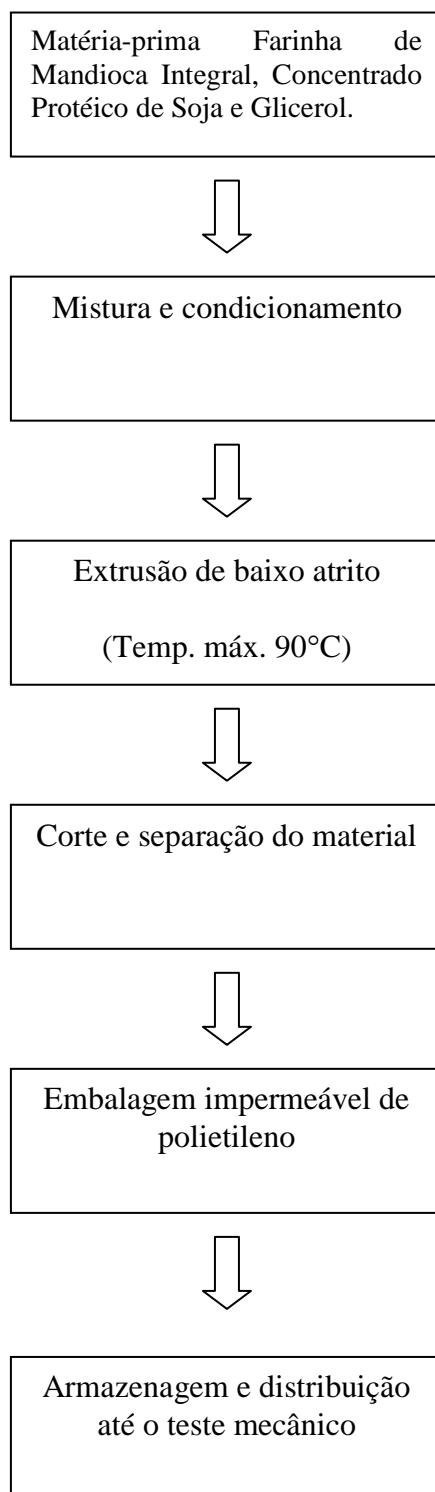 Matéria-prima Farinha de
Mandioca Integral, Concentrado
Protéico de Soja e Glicerol.
Mistura e condicionamento
Extrusão de baixo atrito
(Temp. máx. 90°C)
Corte e separação do material
Embalagem impermeável de
polietileno
Armazenagem e distribuição
até o teste mecânico